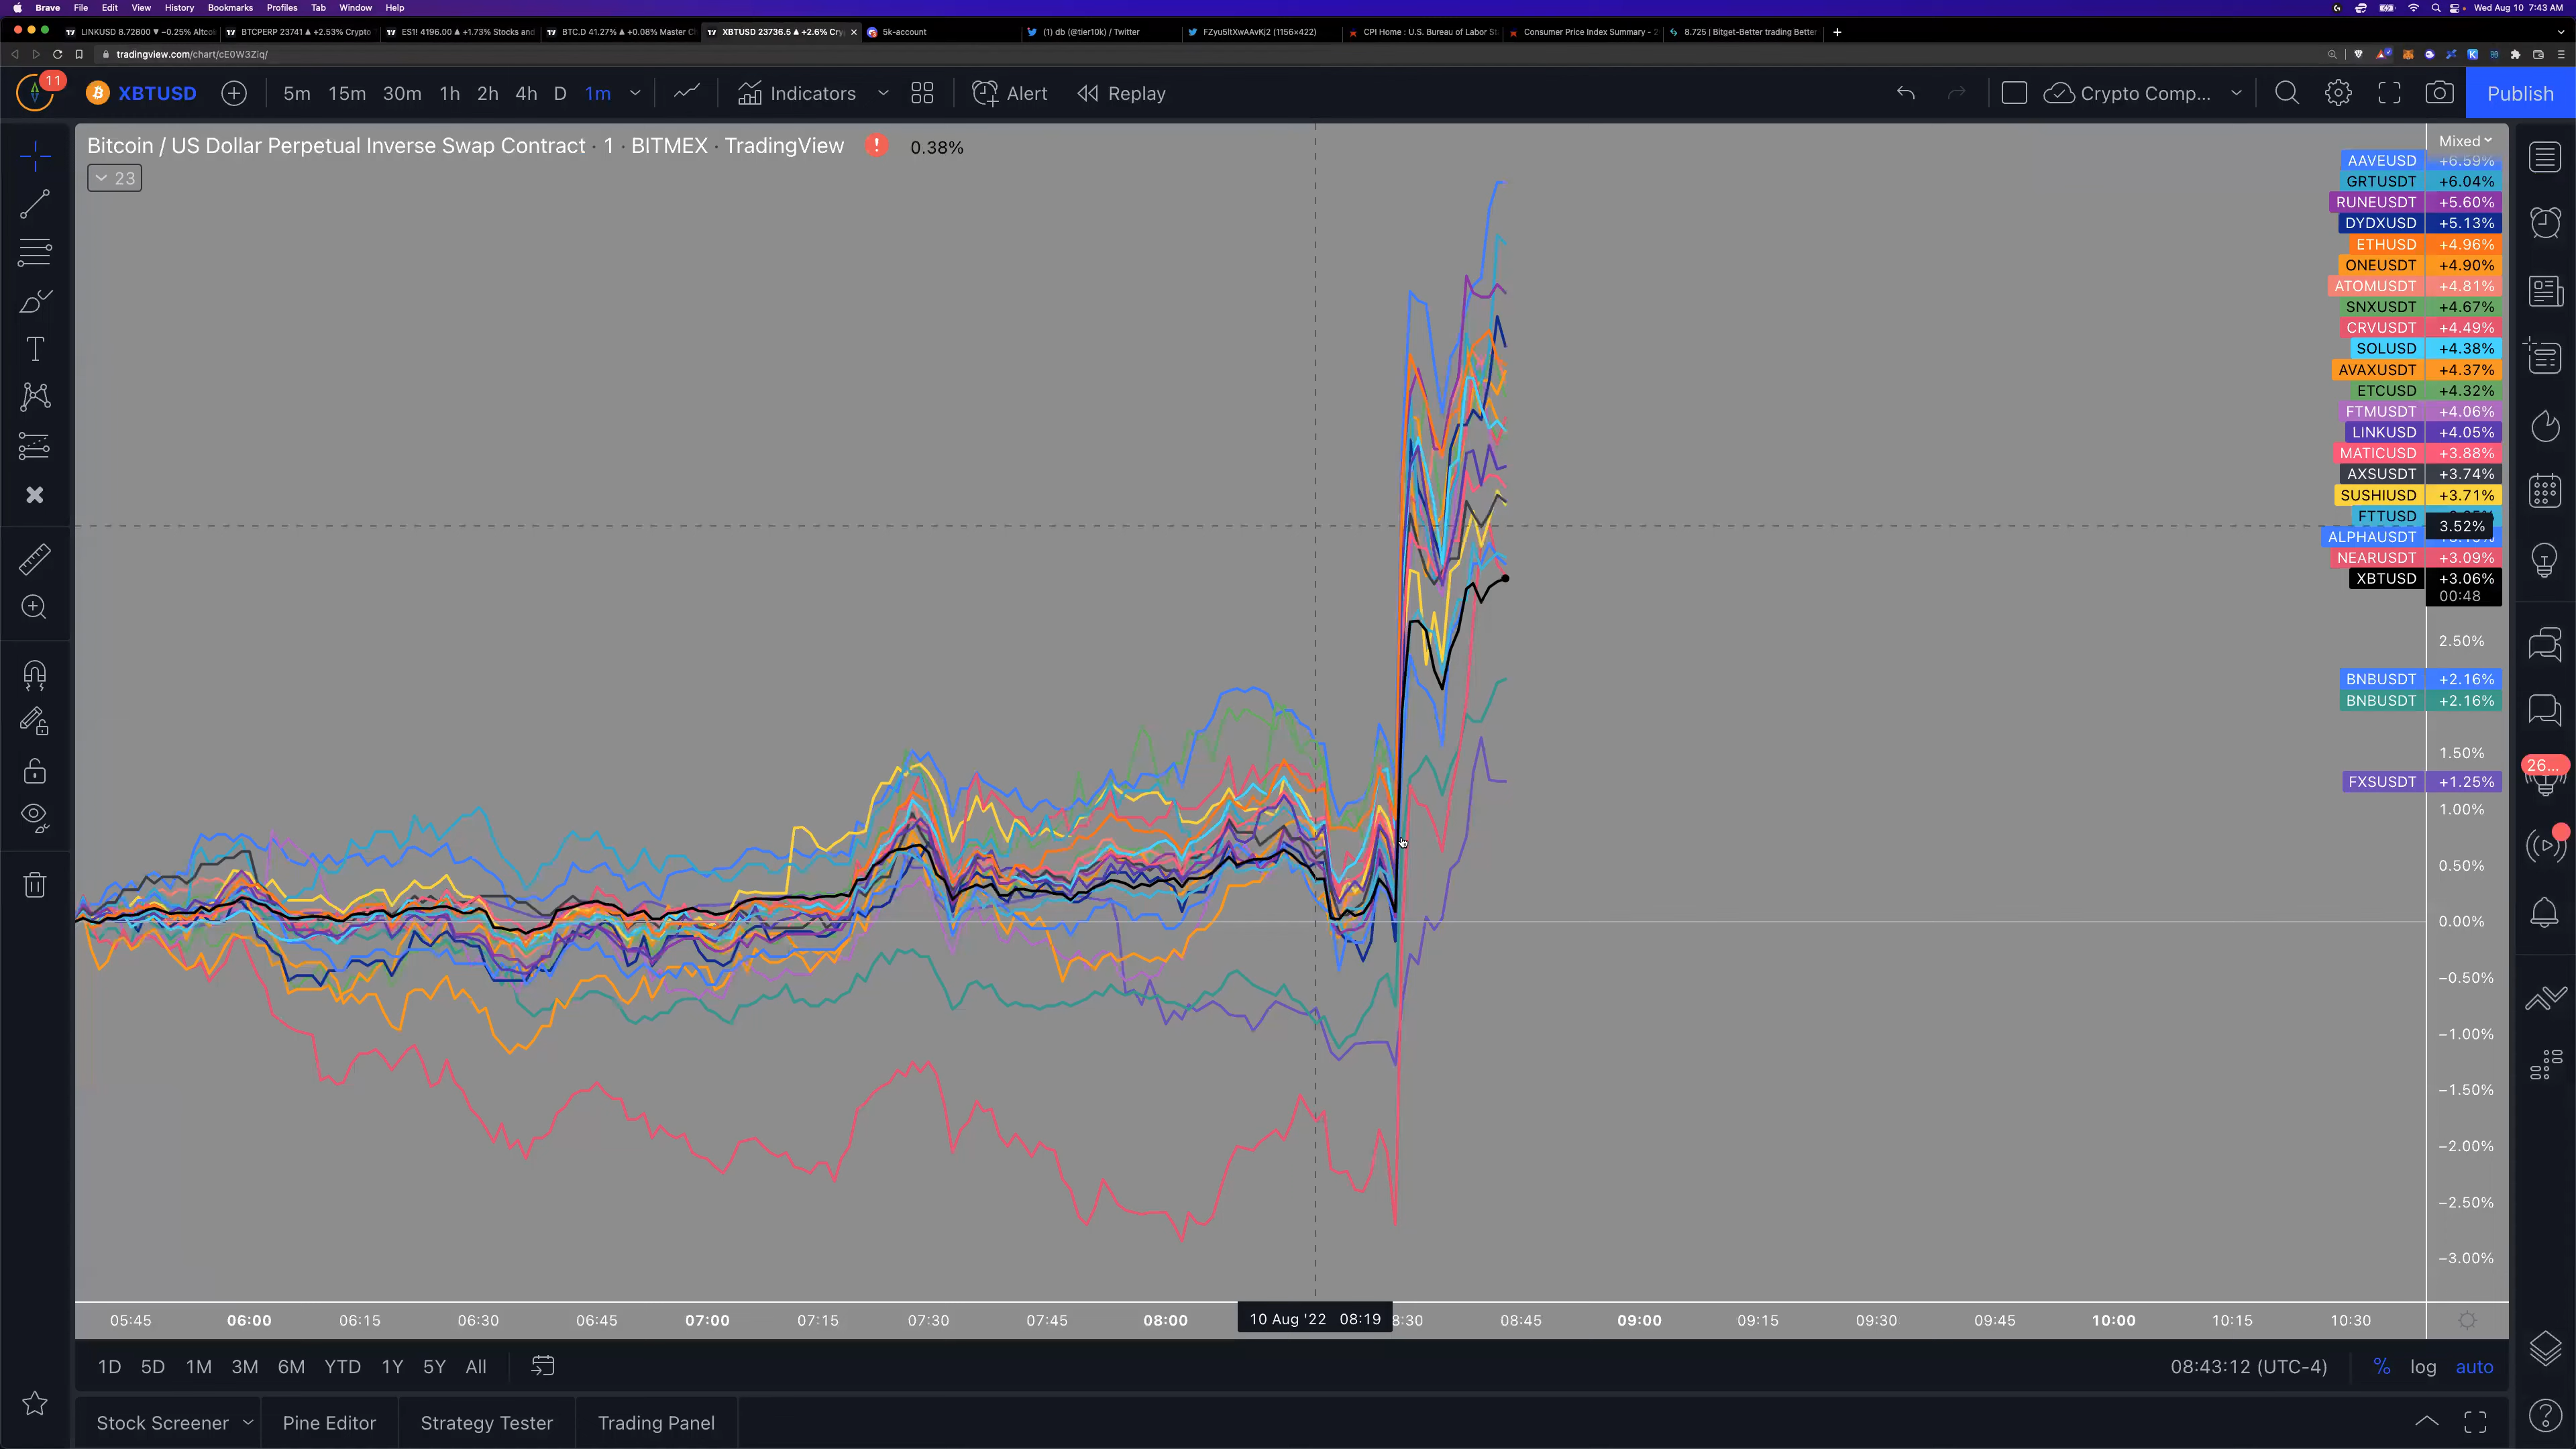 Brave File Edit View History Bookmarks Profiles Tab Window Help Wed Aug 10 7:43 AM
LINKUSD 8.72800 ▼ −0.25% Altcoi BTCPERP 23741 ▲ +2.53% Crypto ES1! 4196.00 ▲ +1.73% Stocks and BTC.D 41.27% ▲ +0.08% Master C XBTUSD 23736.5 ▲ +2.6% Cry 5k-account (1) db (@tier10k) / Twitter FZyu5ltXwAAvKj2 (1156×422) CPI Home : U.S. Bureau of Labor St Consumer Price Index Summary - 2 8.725 | Bitget-Better trading Better
tradingview.com/chart/cE0W3Ziq/
11 XBTUSD 5m 15m 30m 1h 2h 4h D 1m Indicators Alert Replay Crypto Comp... Publish
Bitcoin / US Dollar Perpetual Inverse Swap Contract · 1 · BITMEX · TradingView 0.38%
23
Mixed
AAVEUSD +6.59%
GRTUSDT +6.04%
RUNEUSDT +5.60%
DYDXUSD +5.13%
ETHUSD +4.96%
ONEUSDT +4.90%
ATOMUSDT +4.81%
SNXUSDT +4.67%
CRVUSDT +4.49%
SOLUSD +4.38%
AVAXUSDT +4.37%
ETCUSD +4.32%
FTMUSDT +4.06%
LINKUSD +4.05%
MATICUSD +3.88%
AXSUSDT +3.74%
SUSHIUSD +3.71%
FTTUSD
3.52%
ALPHAUSDT
NEARUSDT +3.09%
XBTUSD +3.06%
00:48
2.50%
BNBUSDT +2.16%
BNBUSDT +2.16%
1.50%
26...
FXSUSDT +1.25%
1.00%
0.50%
0.00%
−0.50%
−1.00%
−1.50%
−2.00%
−2.50%
−3.00%
05:45 06:00 06:15 06:30 06:45 07:00 07:15 07:30 07:45 08:00 10 Aug '22 08:19 8:30 08:45 09:00 09:15 09:30 09:45 10:00 10:15 10:30
1D 5D 1M 3M 6M YTD 1Y 5Y All 08:43:12 (UTC-4) % log auto
Stock Screener Pine Editor Strategy Tester Trading Panel